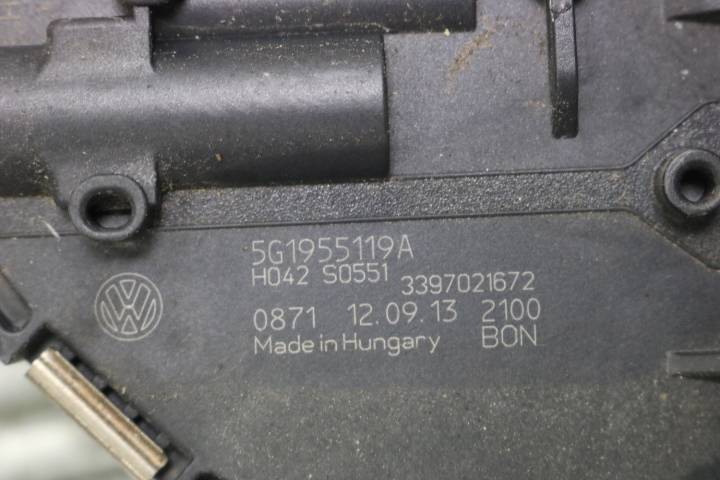 5G1955119A
H042 S0551 3397021672
0871 12.09.13 2100
Made in Hungary BON